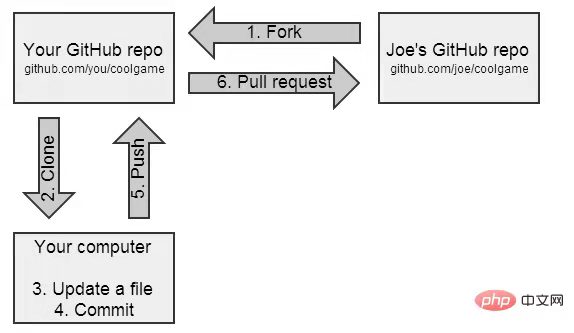 Your GitHub repo
github.com/you/coolgame
1. Fork
6. Pull request
Joe's GitHub repo
github.com/joe/coolgame
2. Clone
5. Push
Your computer
3. Update a file
4. Commit
php 中文网